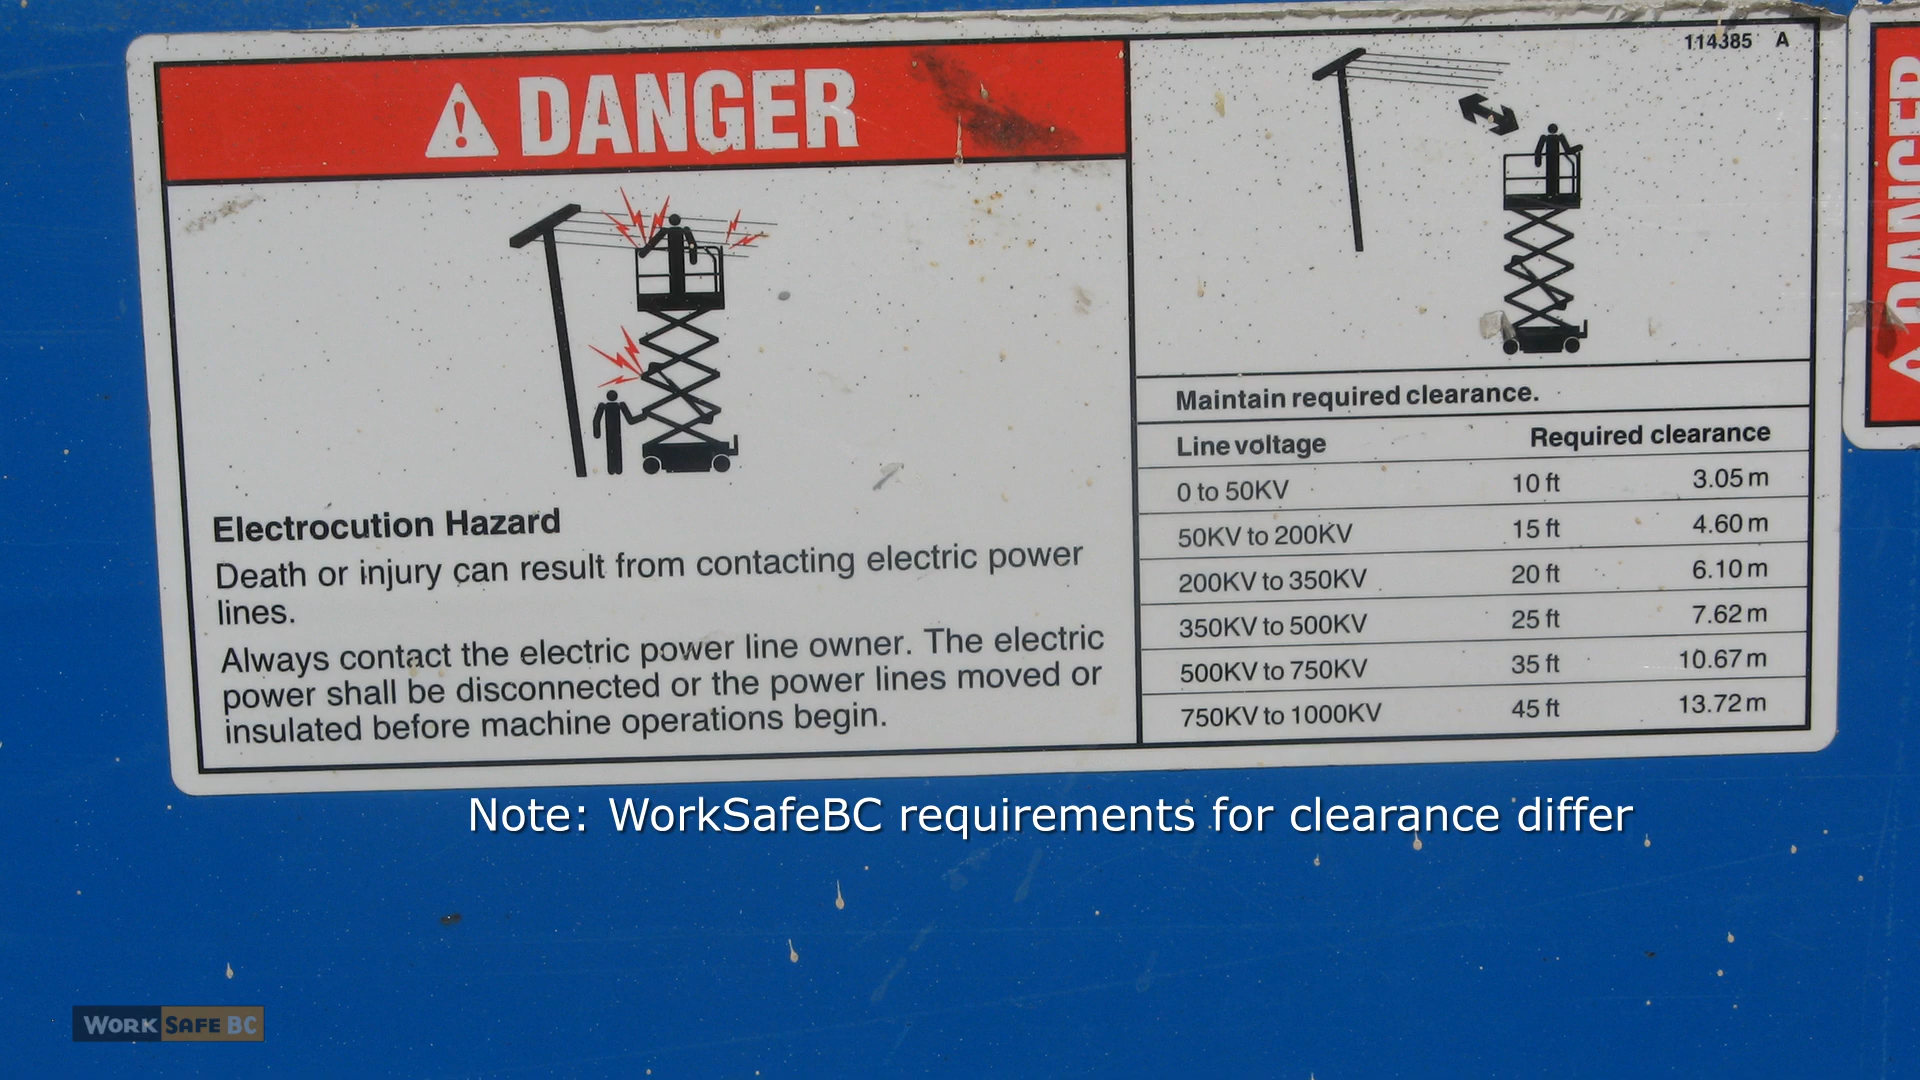 DANGER
Electrocution Hazard
Death or injury can result from contacting electric power
lines.
Always contact the electric power line owner. The electric
power shall be disconnected or the power lines moved or
insulated before machine operations begin.
114385 A
Maintain required clearance.
Line voltage Required clearance
0 to 50KV 10 ft 3.05 m
50KV to 200KV 15 ft 4.60 m
200KV to 350KV 20 ft 6.10 m
350KV to 500KV 25 ft 7.62 m
500KV to 750KV 35 ft 10.67 m
750KV to 1000KV 45 ft 13.72 m
DANGER
Note: WorkSafeBC requirements for clearance differ
WORK SAFE BC